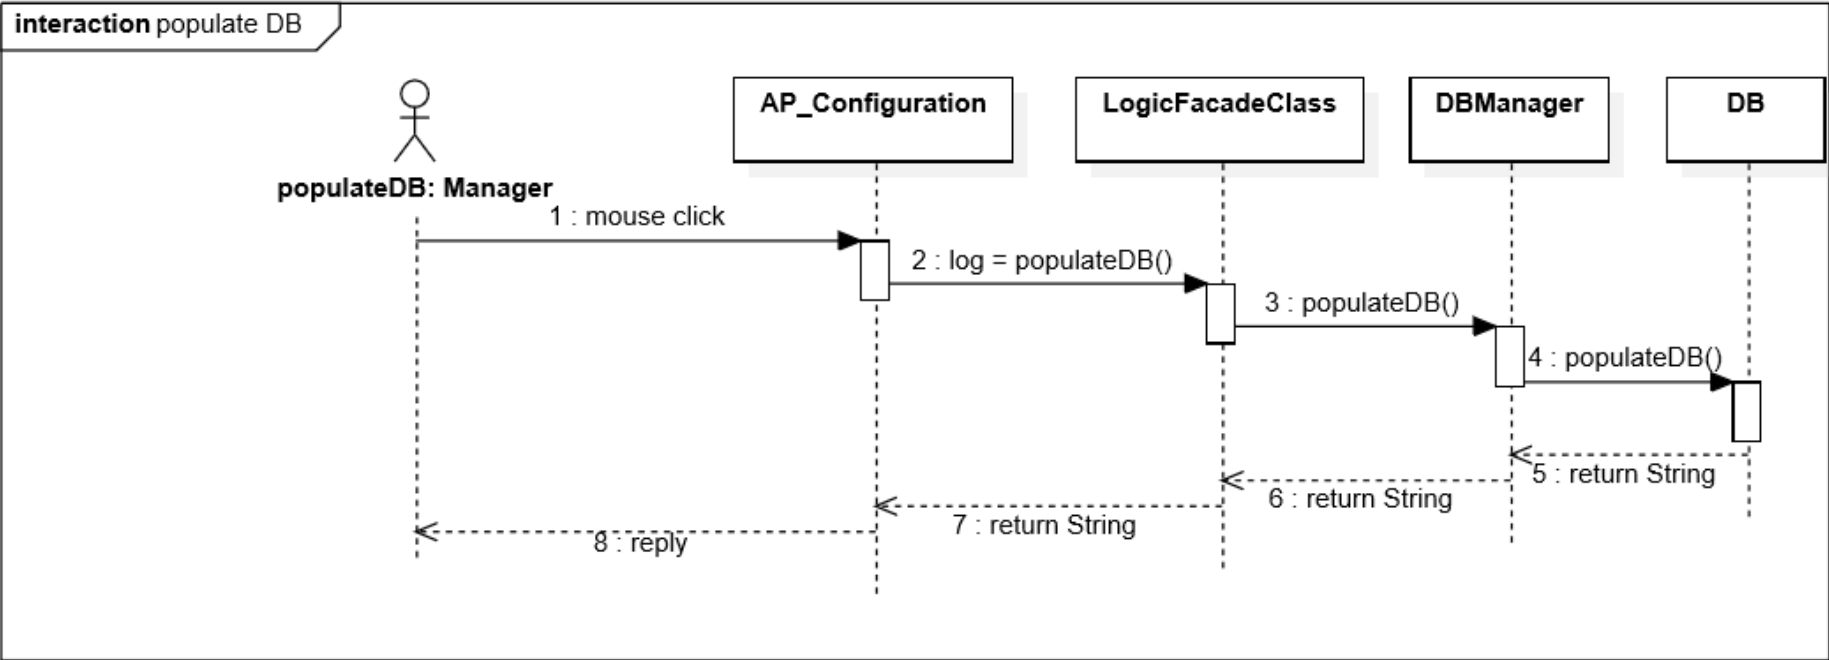 interaction populate DB
AP_Configuration
LogicFacadeClass
DBManager
DB
populateDB: Manager
1 : mouse click
2 : log = populateDB()
3 : populateDB()
4 : populateDB()
5 : return String
6 : return String
7 : return String
8 : reply